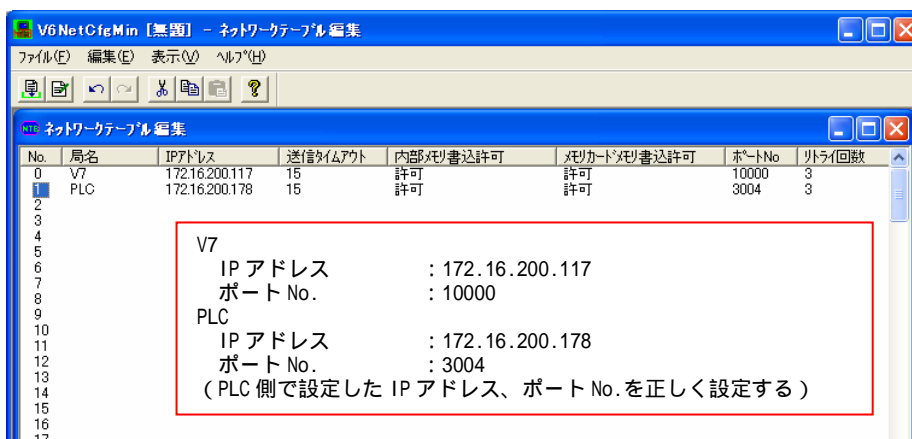 V6NetCfgMin [無題] - ネットワークテーブル 編集
ファイル(F) 編集(E) 表示(V) ヘルプ(H)
NTE ネットワークテーブル 編集
No. 局名 IPアドレス 送信タイムアウト 内部メモリ書込許可 メモリカードメモリ書込許可 ポートNo リトライ回数
0 V7 172.16.200.117 15 許可 許可 10000 3
1 PLC 172.16.200.178 15 許可 許可 3004 3
2
3
4
5
6
7
8
9
10
11
12
13
14
15
16
17
V7
IP アドレス : 172.16.200.117
ポート No. : 10000
PLC
IP アドレス : 172.16.200.178
ポート No. : 3004
(PLC 側で設定した IP アドレス、ポート No.を正しく設定する)